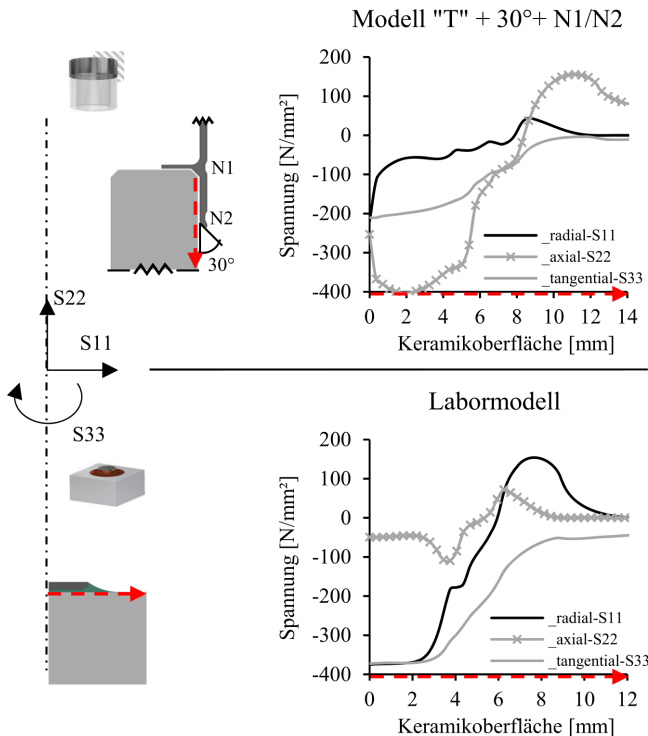 Modell "T" + 30°+ N1/N2
N1
N2
30°
Spannung [N/mm²]
200
100
0
-100
-200
-300
-400
_radial-S11
_axial-S22
_tangential-S33
0 2 4 6 8 10 12 14
Keramikoberfläche [mm]
S22
S11
S33
Labormodell
Spannung [N/mm²]
200
100
0
-100
-200
-300
-400
_radial-S11
_axial-S22
_tangential-S33
0 2 4 6 8 10 12
Keramikoberfläche [mm]